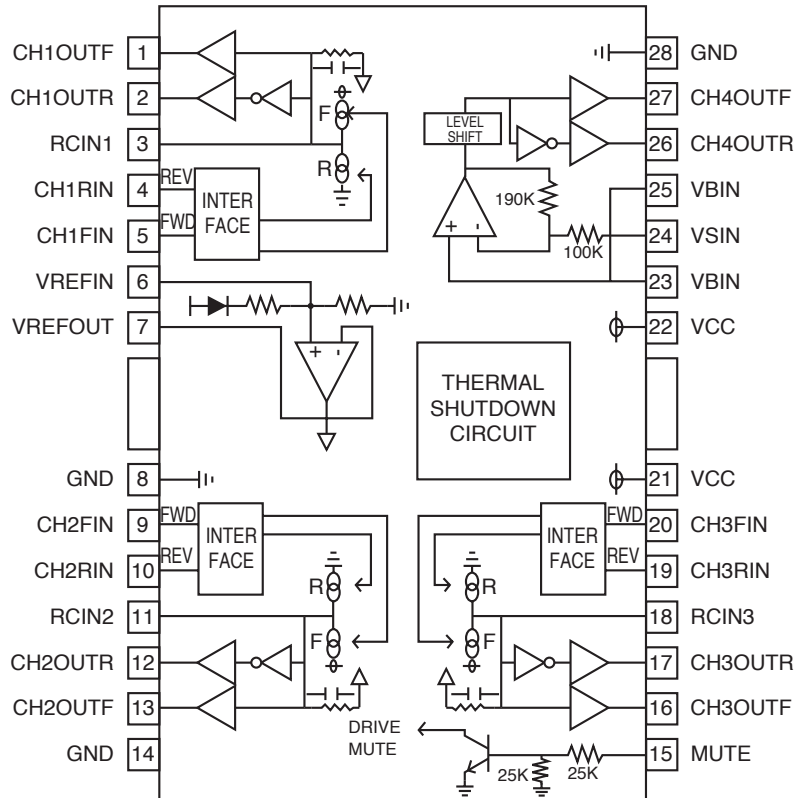 CH1OUTF 1
CH1OUTR 2
RCIN1 3
CH1RIN 4 REV
CH1FIN 5 FWD
INTER
FACE
F
R
VREFIN 6
VREFOUT 7
+ -
GND 8
CH2FIN 9 FWD
CH2RIN 10 REV
INTER
FACE
RCIN2 11
R
F
CH2OUTR 12
CH2OUTF 13
GND 14
28 GND
27 CH4OUTF
26 CH4OUTR
LEVEL
SHIFT
25 VBIN
190K
24 VSIN
100K
+ -
23 VBIN
22 VCC
THERMAL
SHUTDOWN
CIRCUIT
21 VCC
FWD 20 CH3FIN
REV 19 CH3RIN
INTER
FACE
18 RCIN3
R
F
17 CH3OUTR
16 CH3OUTF
DRIVE
MUTE
15 MUTE
25K 25K